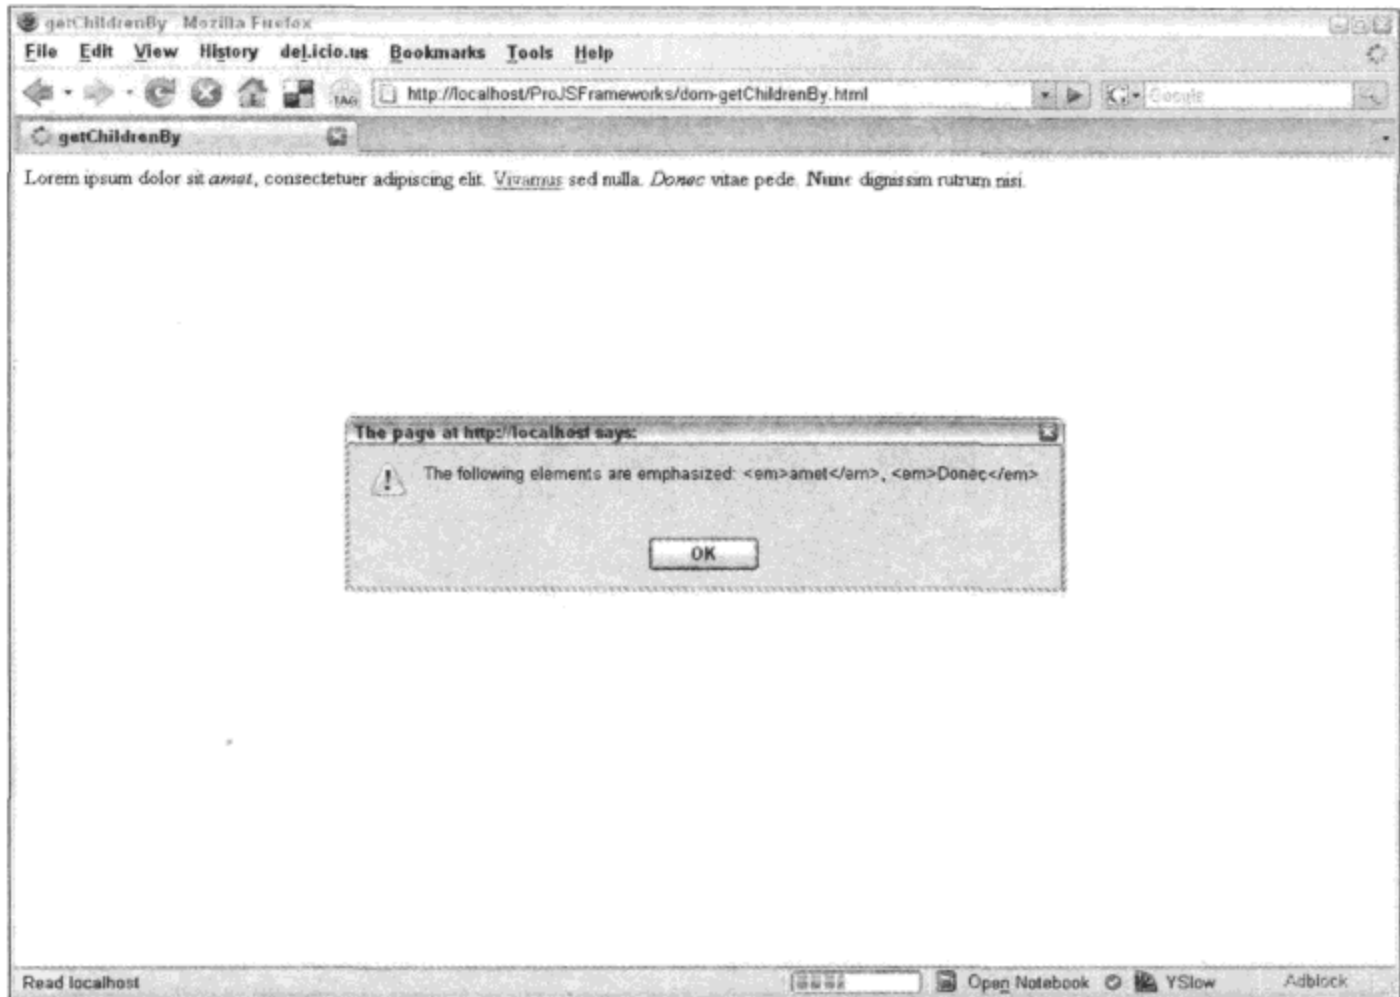 getChildrenBy Mozilla Firefox
File Edit View History del.icio.us Bookmarks Tools Help
TAG http://localhost/ProJSFrameworks/dom-getChildrenBy.html G Google
getChildrenBy
Lorem ipsum dolor sit amet, consectetuer adipiscing elit. Vivamus sed nulla. Donec vitae pede. Nunc dignissim rutrum nisi.
The page at http://localhost says:
The following elements are emphasized: <em>amet</em>, <em>Donec</em>
OK
Read localhost Open Notebook YSlow Adblock